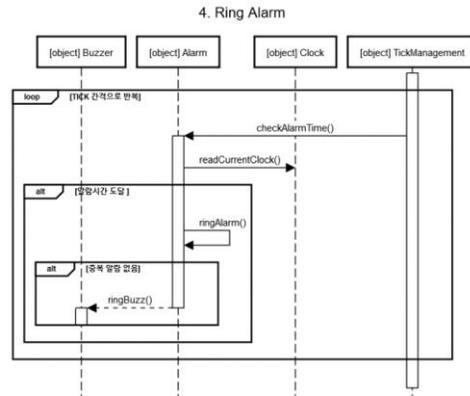 4. Ring Alarm
[object] Buzzer
[object] Alarm
[object] Clock
[object] TickManagement
loop
[TICK 간격으로 반복]
checkAlarmTime()
readCurrentClock()
alt
[알람시간 도달 ]
ringAlarm()
alt
[중복 알람 없음]
ringBuzz()